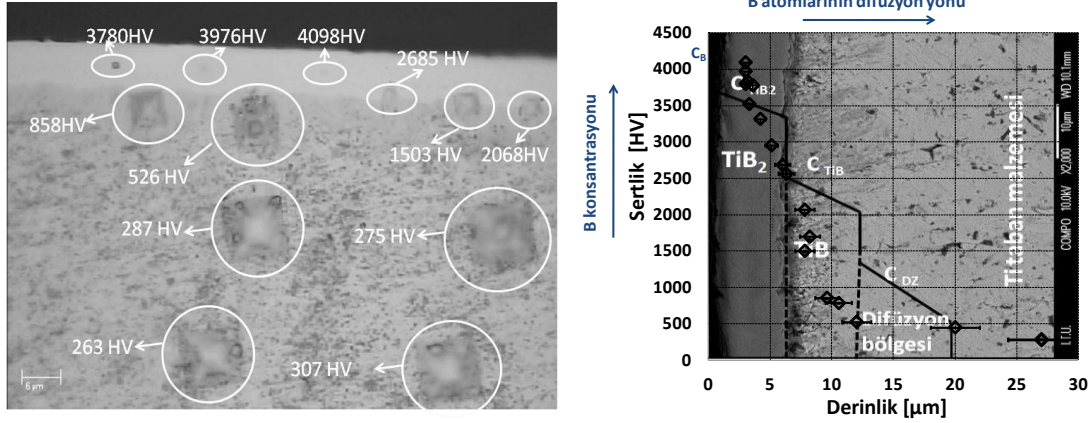 3780HV
3976HV
4098HV
2685 HV
858HV
526 HV
1503 HV
2068HV
287 HV
275 HV
263 HV
307 HV
6 µm
B atomlarının difüzyon yönü
B konsantrasyonu
Sertlik [HV]
4500
4000
3500
3000
2500
2000
1500
1000
500
0
C_B
C_TiB2
TiB₂
C_TiB
TiB
C_DZ
Difüzyon
bölgesi
Ti taban malzemesi
I.T.U. COMPO 10.0kV X2,000 10µm WD 10.1mm
0 5 10 15 20 25 30
Derinlik [µm]